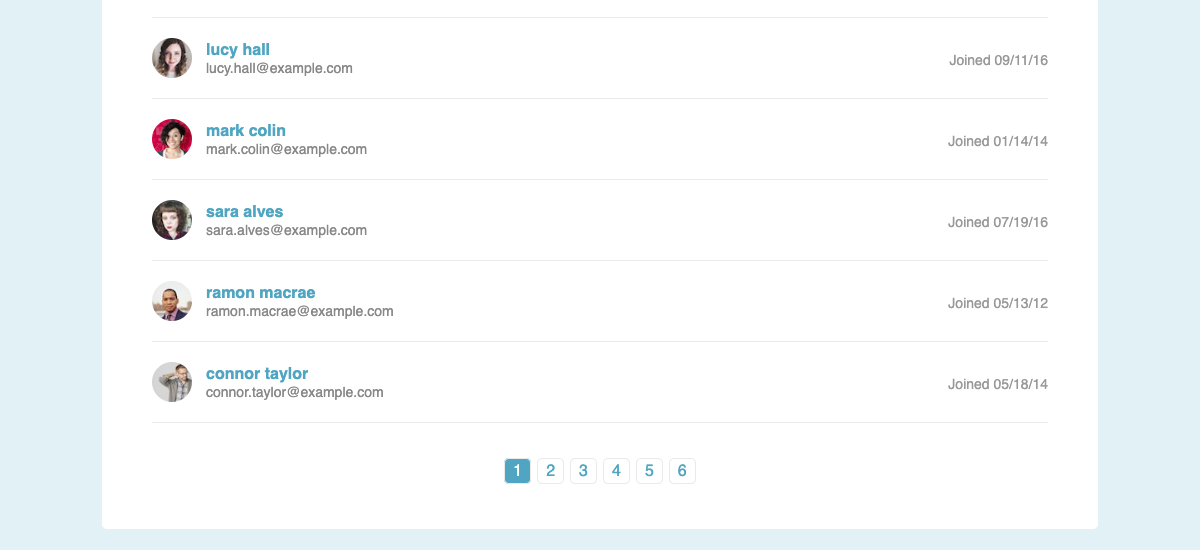 lucy hall
lucy.hall@example.com
Joined 09/11/16
mark colin
mark.colin@example.com
Joined 01/14/14
sara alves
sara.alves@example.com
Joined 07/19/16
ramon macrae
ramon.macrae@example.com
Joined 05/13/12
connor taylor
connor.taylor@example.com
Joined 05/18/14
1 2 3 4 5 6